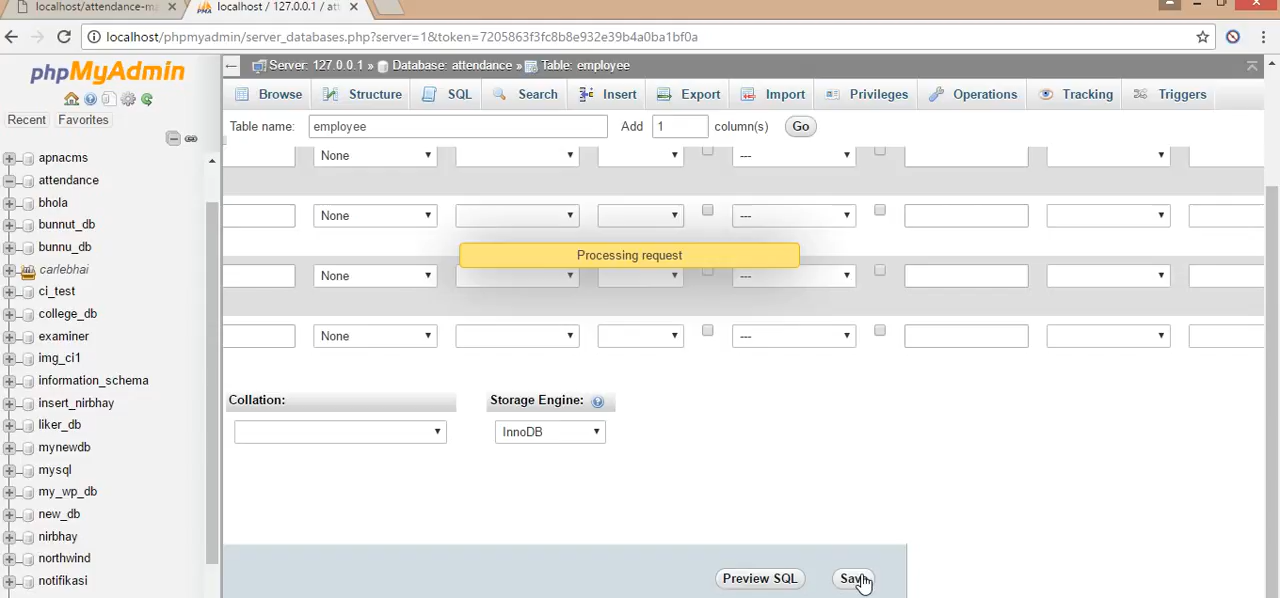 localhost/attendance-ma
localhost / 127.0.0.1 / att
localhost/phpmyadmin/server_databases.php?server=1&token=7205863f3fc8b8e932e39b4a0ba1bf0a
phpMyAdmin
Recent
Favorites
apnacms
attendance
bhola
bunnut_db
bunnu_db
carlebhai
ci_test
college_db
examiner
img_ci1
information_schema
insert_nirbhay
liker_db
mynewdb
mysql
my_wp_db
new_db
nirbhay
northwind
notifikasi
Server: 127.0.0.1 » Database: attendance » Table: employee
Browse
Structure
SQL
Search
Insert
Export
Import
Privileges
Operations
Tracking
Triggers
Table name: employee Add 1 column(s) Go
None ---
None ---
Processing request
None ---
None ---
Collation:
Storage Engine:
InnoDB
Preview SQL
Save